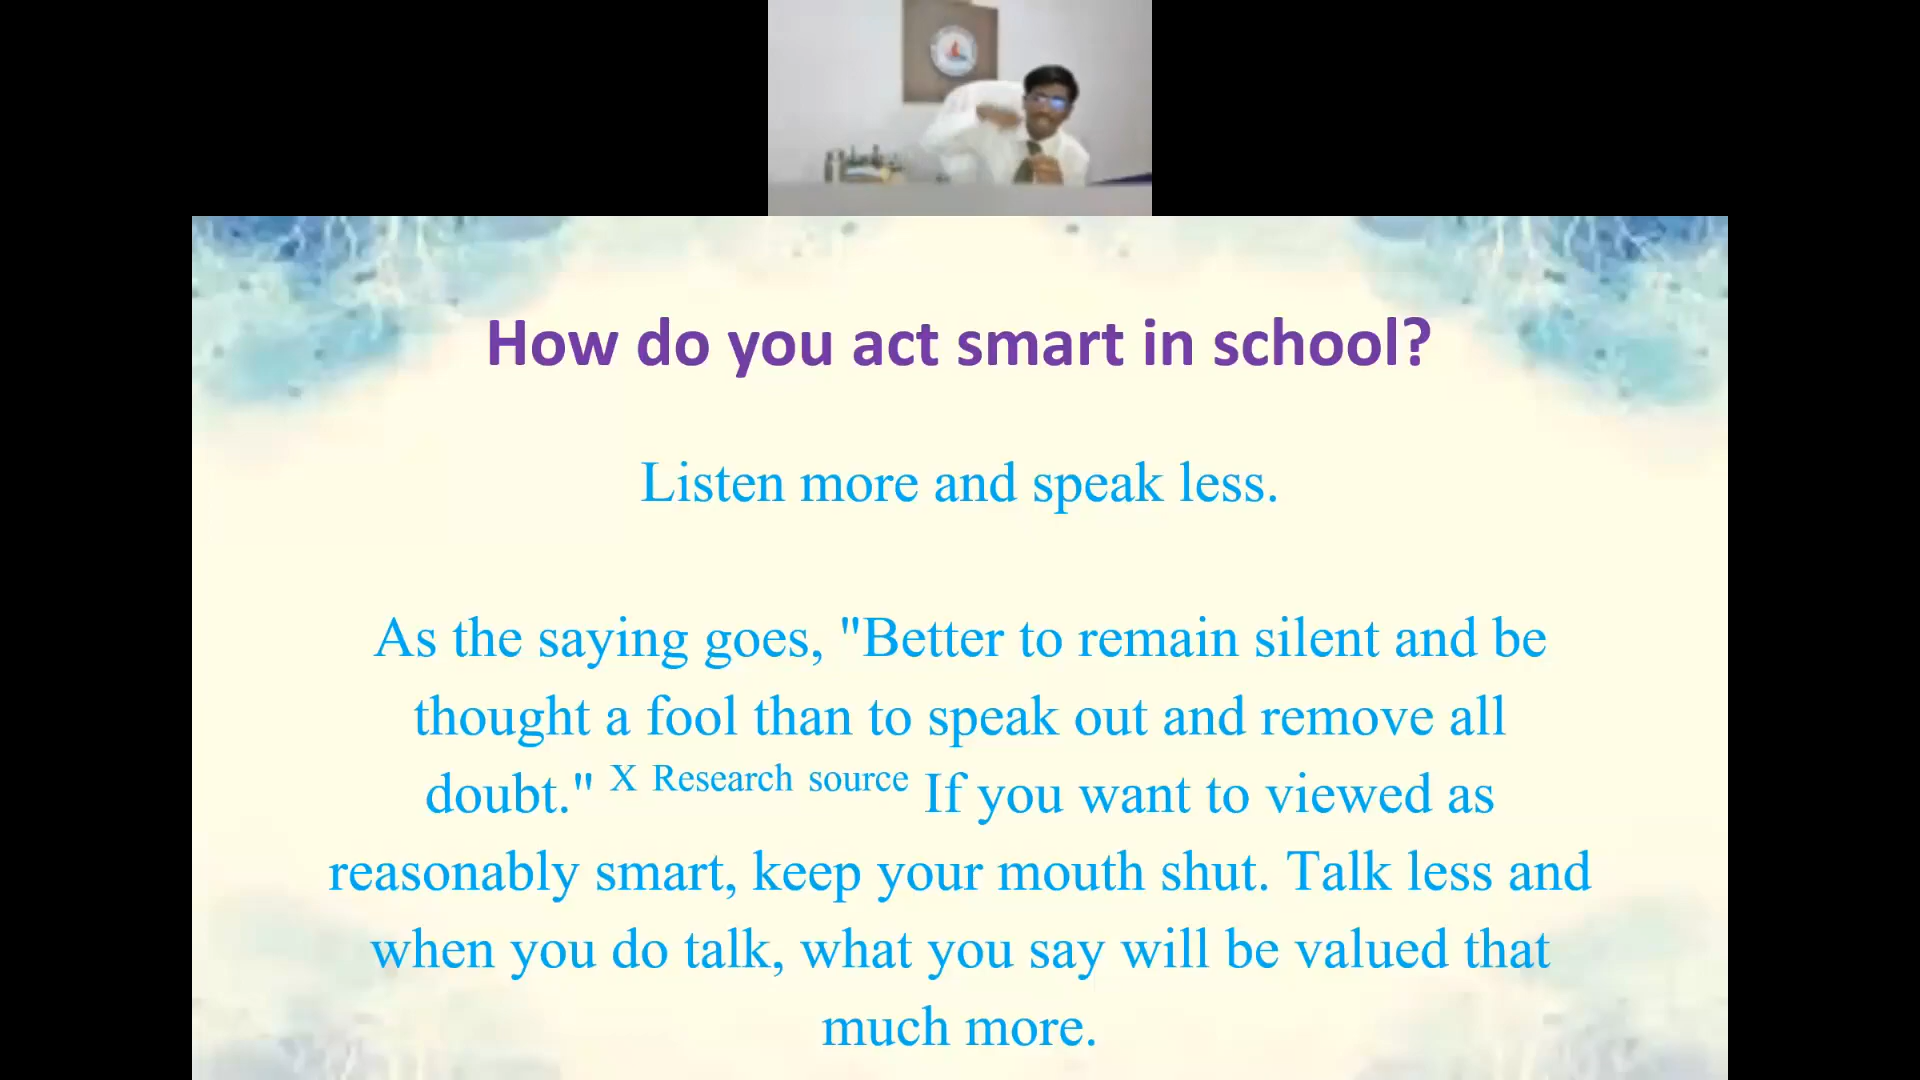 How do you act smart in school?
Listen more and speak less.
As the saying goes, "Better to remain silent and be
thought a fool than to speak out and remove all
doubt." X Research source If you want to viewed as
reasonably smart, keep your mouth shut. Talk less and
when you do talk, what you say will be valued that
much more.